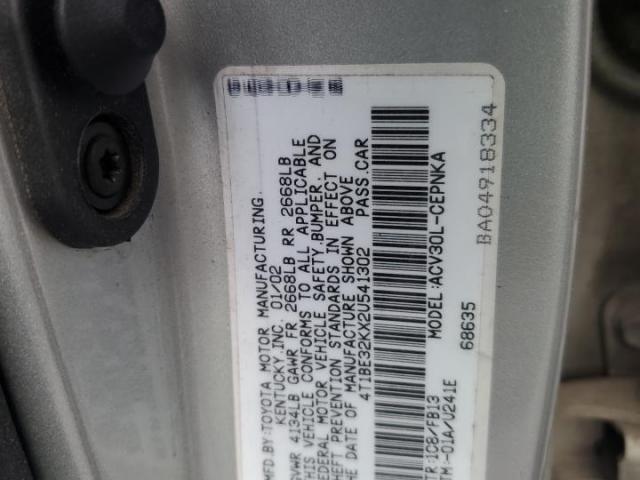 MFD.BY TOYOTA MOTOR MANUFACTURING.
KENTUCKY.INC. 01/02
GVWR 4134LB GAWR FR 2668LB RR 2668LB
THIS VEHICLE CONFORMS TO ALL APPLICABLE
FEDERAL MOTOR VEHICLE SAFETY,BUMPER, AND
THEFT PREVENTION STANDARDS IN EFFECT ON
THE DATE OF MANUFACTURE SHOWN ABOVE
4T1BE32KX2U541302 PASS.CAR
MODEL:ACV30L-CEPNKA
TR:1C8/FB13 68635
TM:-01A/U241E
BA04918334